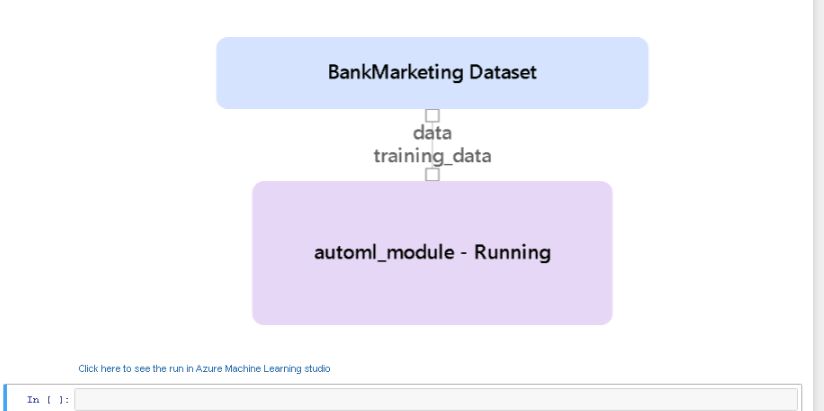 BankMarketing Dataset
data
training_data
automl_module - Running
Click here to see the run in Azure Machine Learning studio
In [ ]: